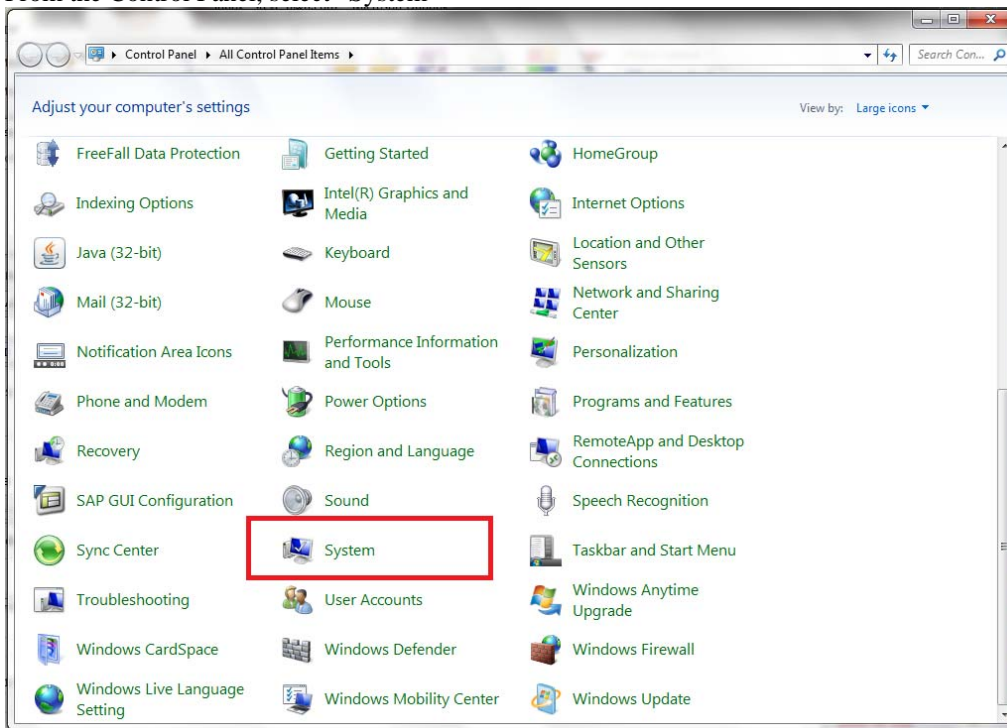 From the Control Panel, select "System"
Control Panel All Control Panel Items
Search Con...
Adjust your computer's settings
View by: Large icons
FreeFall Data Protection
Getting Started
HomeGroup
Indexing Options
Intel(R) Graphics and
Media
Internet Options
Java (32-bit)
Keyboard
Location and Other
Sensors
Mail (32-bit)
Mouse
Network and Sharing
Center
Notification Area Icons
Performance Information
and Tools
Personalization
Phone and Modem
Power Options
Programs and Features
Recovery
Region and Language
RemoteApp and Desktop
Connections
SAP GUI Configuration
Sound
Speech Recognition
Sync Center
System
Taskbar and Start Menu
Troubleshooting
User Accounts
Windows Anytime
Upgrade
Windows CardSpace
Windows Defender
Windows Firewall
Windows Live Language
Setting
Windows Mobility Center
Windows Update